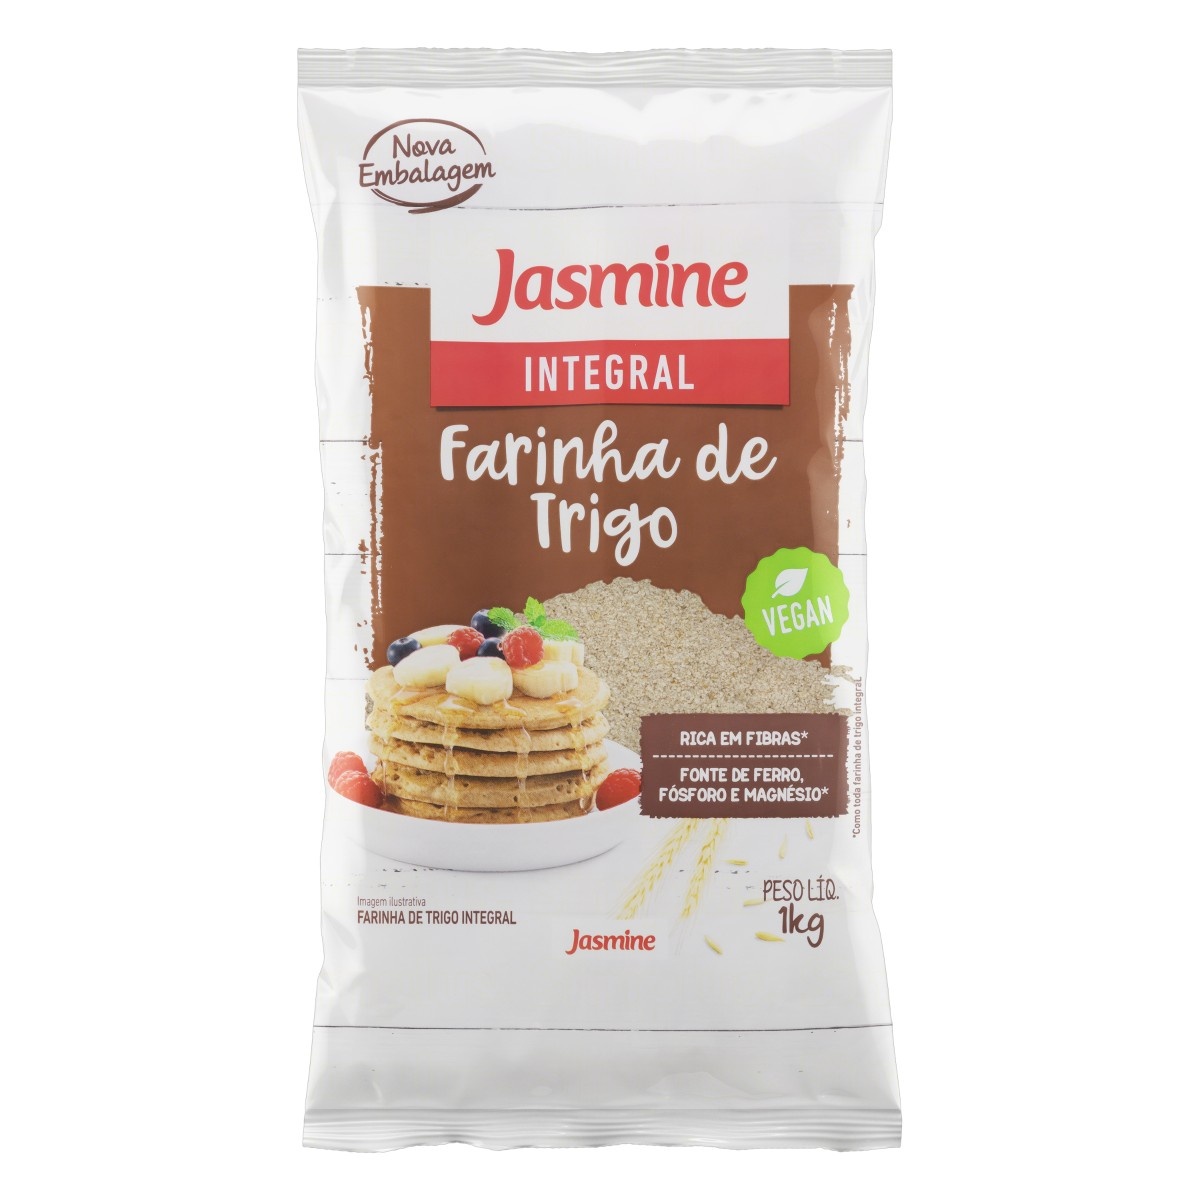 Nova
Embalagem
Jasmine
INTEGRAL
Farinha de
Trigo
VEGAN
RICA EM FIBRAS*
FONTE DE FERRO,
FÓSFORO E MAGNÉSIO*
*Como toda farinha de trigo integral.
PESO LÍQ.
1kg
Imagem ilustrativa
FARINHA DE TRIGO INTEGRAL
Jasmine